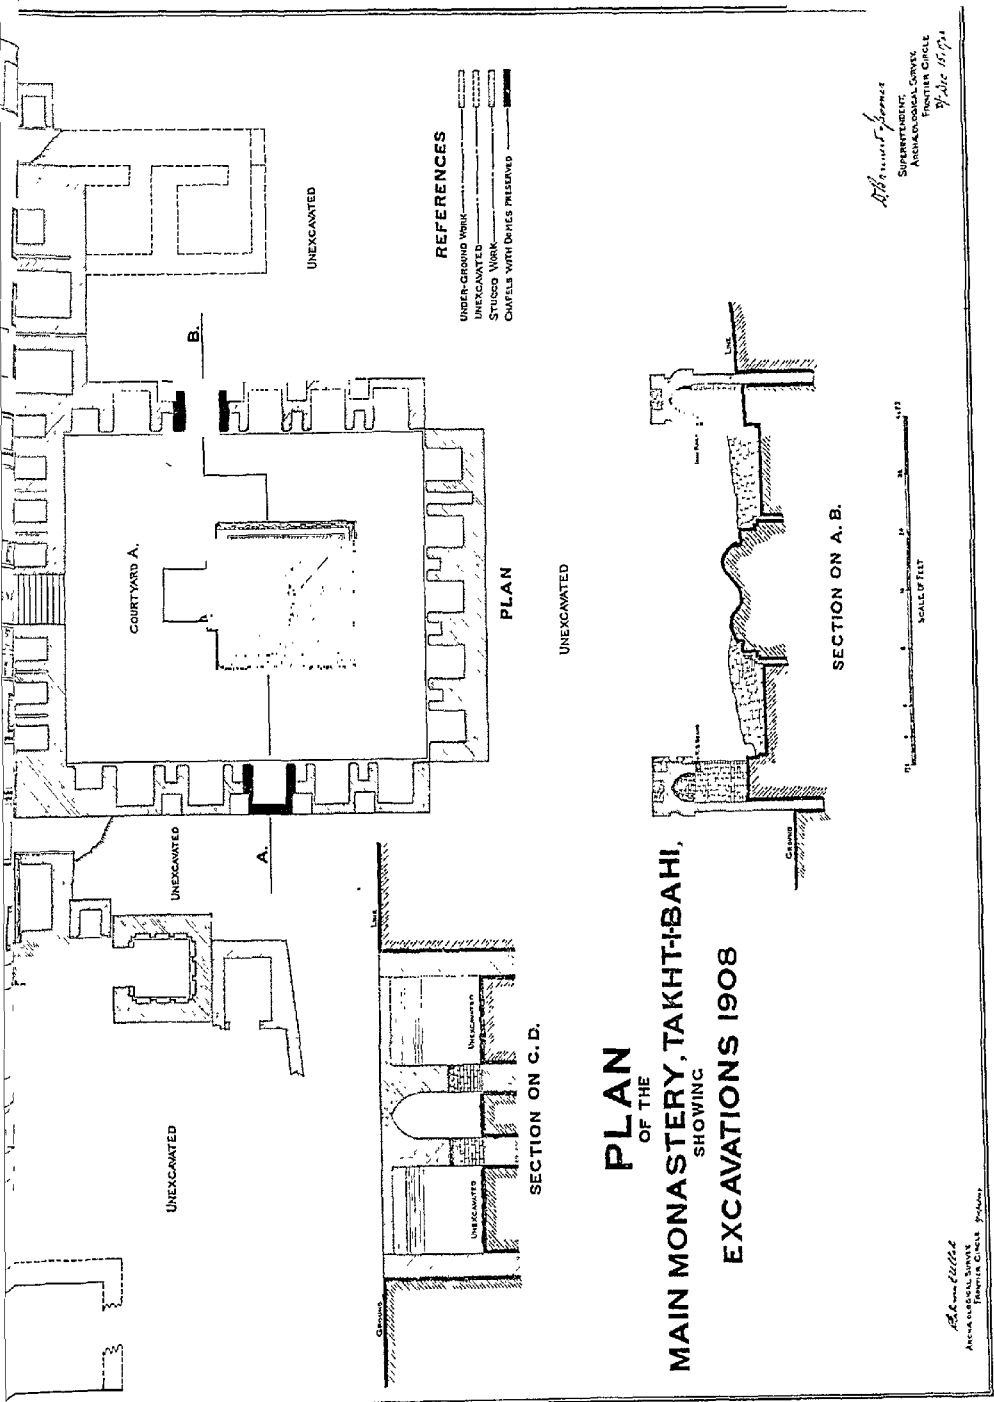 PLAN
OF THE
MAIN MONASTERY, TAKHT-I-BAHI,
SHOWING
EXCAVATIONS 1908
REFERENCES
UNDER-GROUND WORK
UNEXCAVATED
STUCCO WORK
CHAPELS WITH DOMES PRESERVED
UNEXCAVATED
B.
COURTYARD A.
PLAN
UNEXCAVATED
UNEXCAVATED
A.
UNEXCAVATED
LINE
UNEXCAVATED
UNEXCAVATED
GROUND
SECTION ON C. D.
LINE
GROUND
SECTION ON A. B.
SCALE OF FEET
SUPERINTENDENT,
ARCHÆOLOGICAL SURVEY,
FRONTIER CIRCLE
ARCHÆOLOGICAL SURVEY
FRONTIER CIRCLE